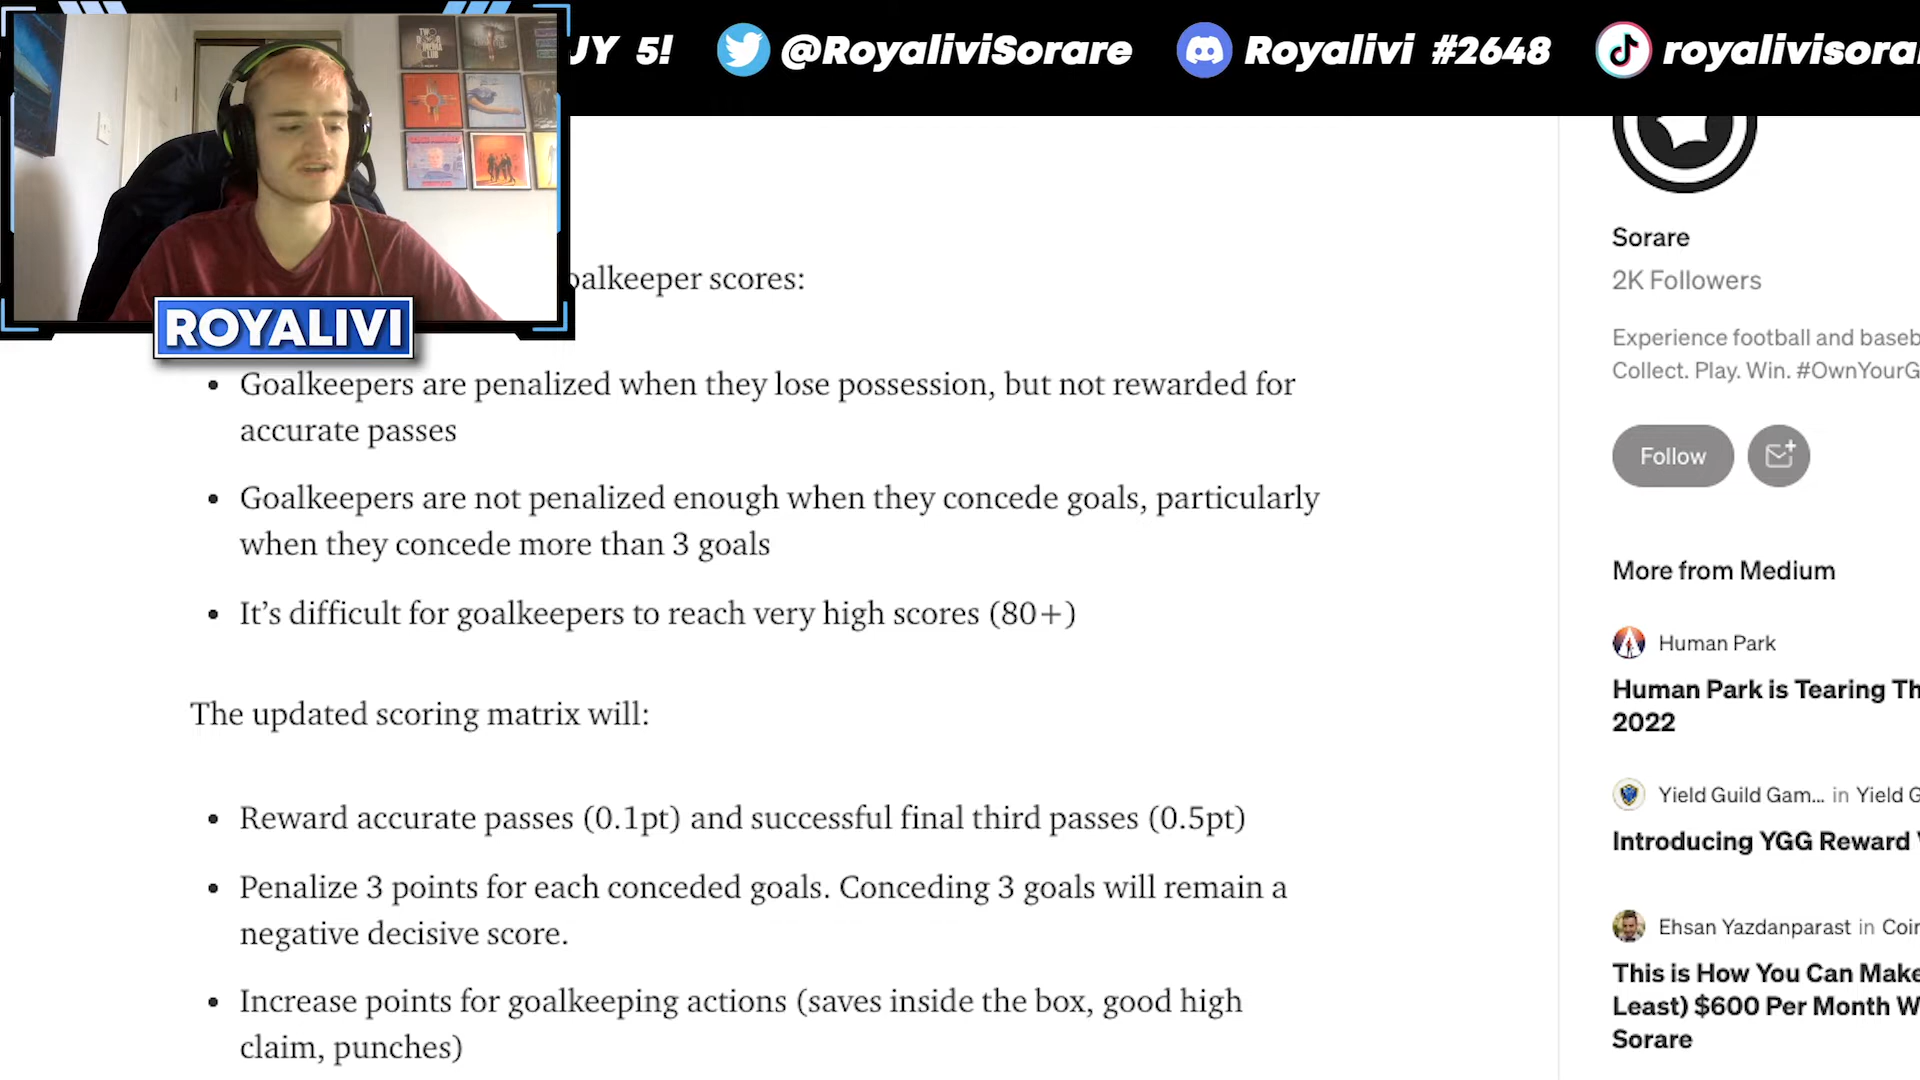 JY 5! @RoyaliviSorare Royalivi #2648 royalivisorar
ROYALIVI
oalkeeper scores:
• Goalkeepers are penalized when they lose possession, but not rewarded for
accurate passes
• Goalkeepers are not penalized enough when they concede goals, particularly
when they concede more than 3 goals
• It’s difficult for goalkeepers to reach very high scores (80+)
The updated scoring matrix will:
• Reward accurate passes (0.1pt) and successful final third passes (0.5pt)
• Penalize 3 points for each conceded goals. Conceding 3 goals will remain a
negative decisive score.
• Increase points for goalkeeping actions (saves inside the box, good high
claim, punches)
Sorare
2K Followers
Experience football and baseb
Collect. Play. Win. #OwnYourG
Follow
More from Medium
Human Park
Human Park is Tearing Th
2022
Yield Guild Gam... in Yield G
Introducing YGG Reward
Ehsan Yazdanparast in Coin
This is How You Can Make
Least) $600 Per Month W
Sorare